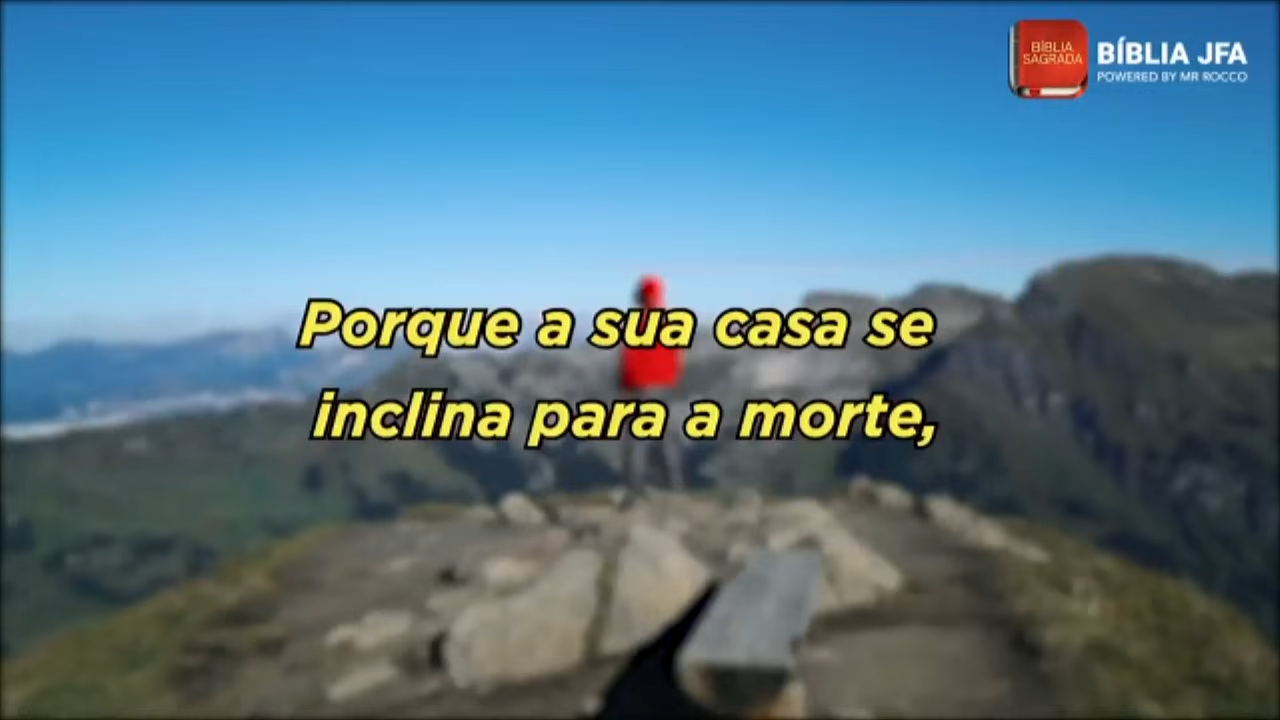 BÍBLIA
SAGRADA
BÍBLIA JFA
POWERED BY MR ROCCO
Porque a sua casa se
inclina para a morte,